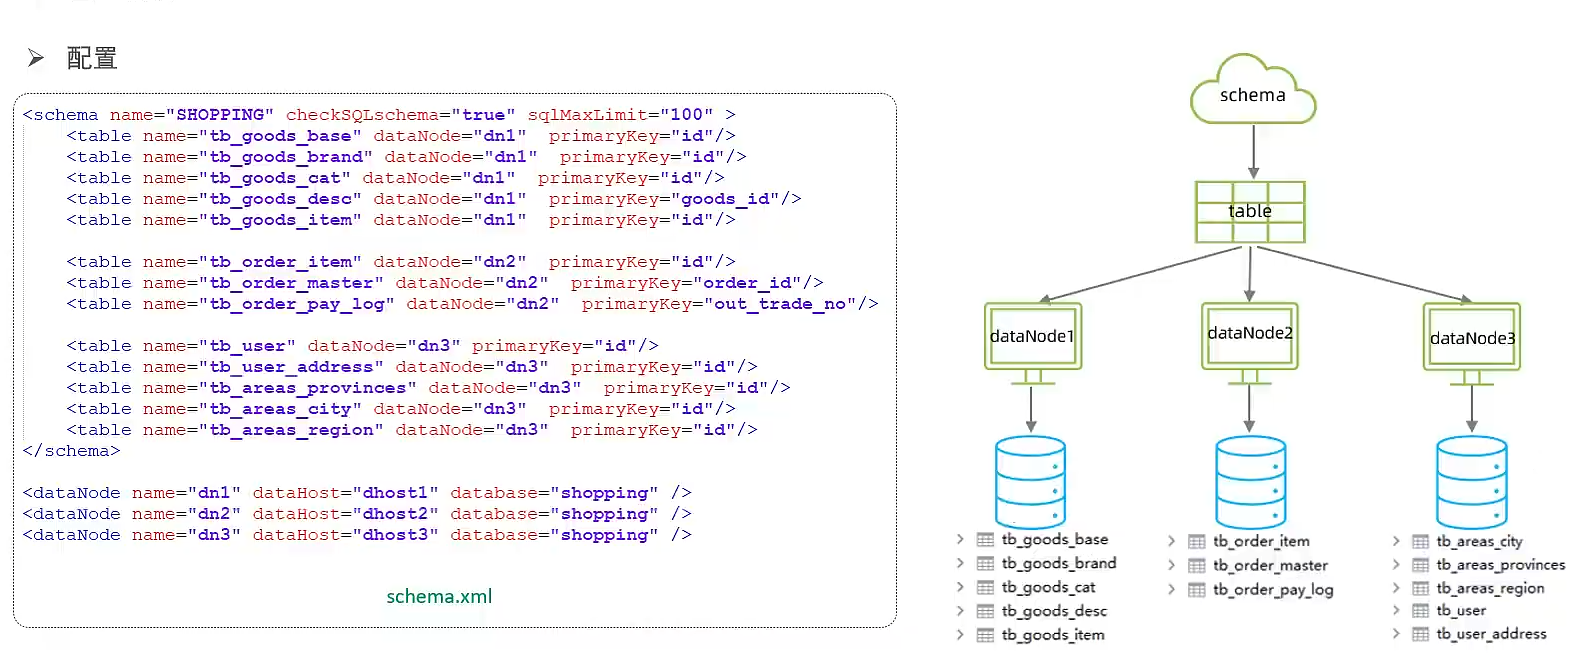 配置
<schema name="SHOPPING" checkSQLschema="true" sqlMaxLimit="100" >
<table name="tb_goods_base" dataNode="dn1" primaryKey="id"/>
<table name="tb_goods_brand" dataNode="dn1" primaryKey="id"/>
<table name="tb_goods_cat" dataNode="dn1" primaryKey="id"/>
<table name="tb_goods_desc" dataNode="dn1" primaryKey="goods_id"/>
<table name="tb_goods_item" dataNode="dn1" primaryKey="id"/>
<table name="tb_order_item" dataNode="dn2" primaryKey="id"/>
<table name="tb_order_master" dataNode="dn2" primaryKey="order_id"/>
<table name="tb_order_pay_log" dataNode="dn2" primaryKey="out_trade_no"/>
<table name="tb_user" dataNode="dn3" primaryKey="id"/>
<table name="tb_user_address" dataNode="dn3" primaryKey="id"/>
<table name="tb_areas_provinces" dataNode="dn3" primaryKey="id"/>
<table name="tb_areas_city" dataNode="dn3" primaryKey="id"/>
<table name="tb_areas_region" dataNode="dn3" primaryKey="id"/>
</schema>
<dataNode name="dn1" dataHost="dhost1" database="shopping" />
<dataNode name="dn2" dataHost="dhost2" database="shopping" />
<dataNode name="dn3" dataHost="dhost3" database="shopping" />
schema.xml
schema
table
dataNode1
dataNode2
dataNode3
tb_goods_base
tb_goods_brand
tb_goods_cat
tb_goods_desc
tb_goods_item
tb_order_item
tb_order_master
tb_order_pay_log
tb_areas_city
tb_areas_provinces
tb_areas_region
tb_user
tb_user_address